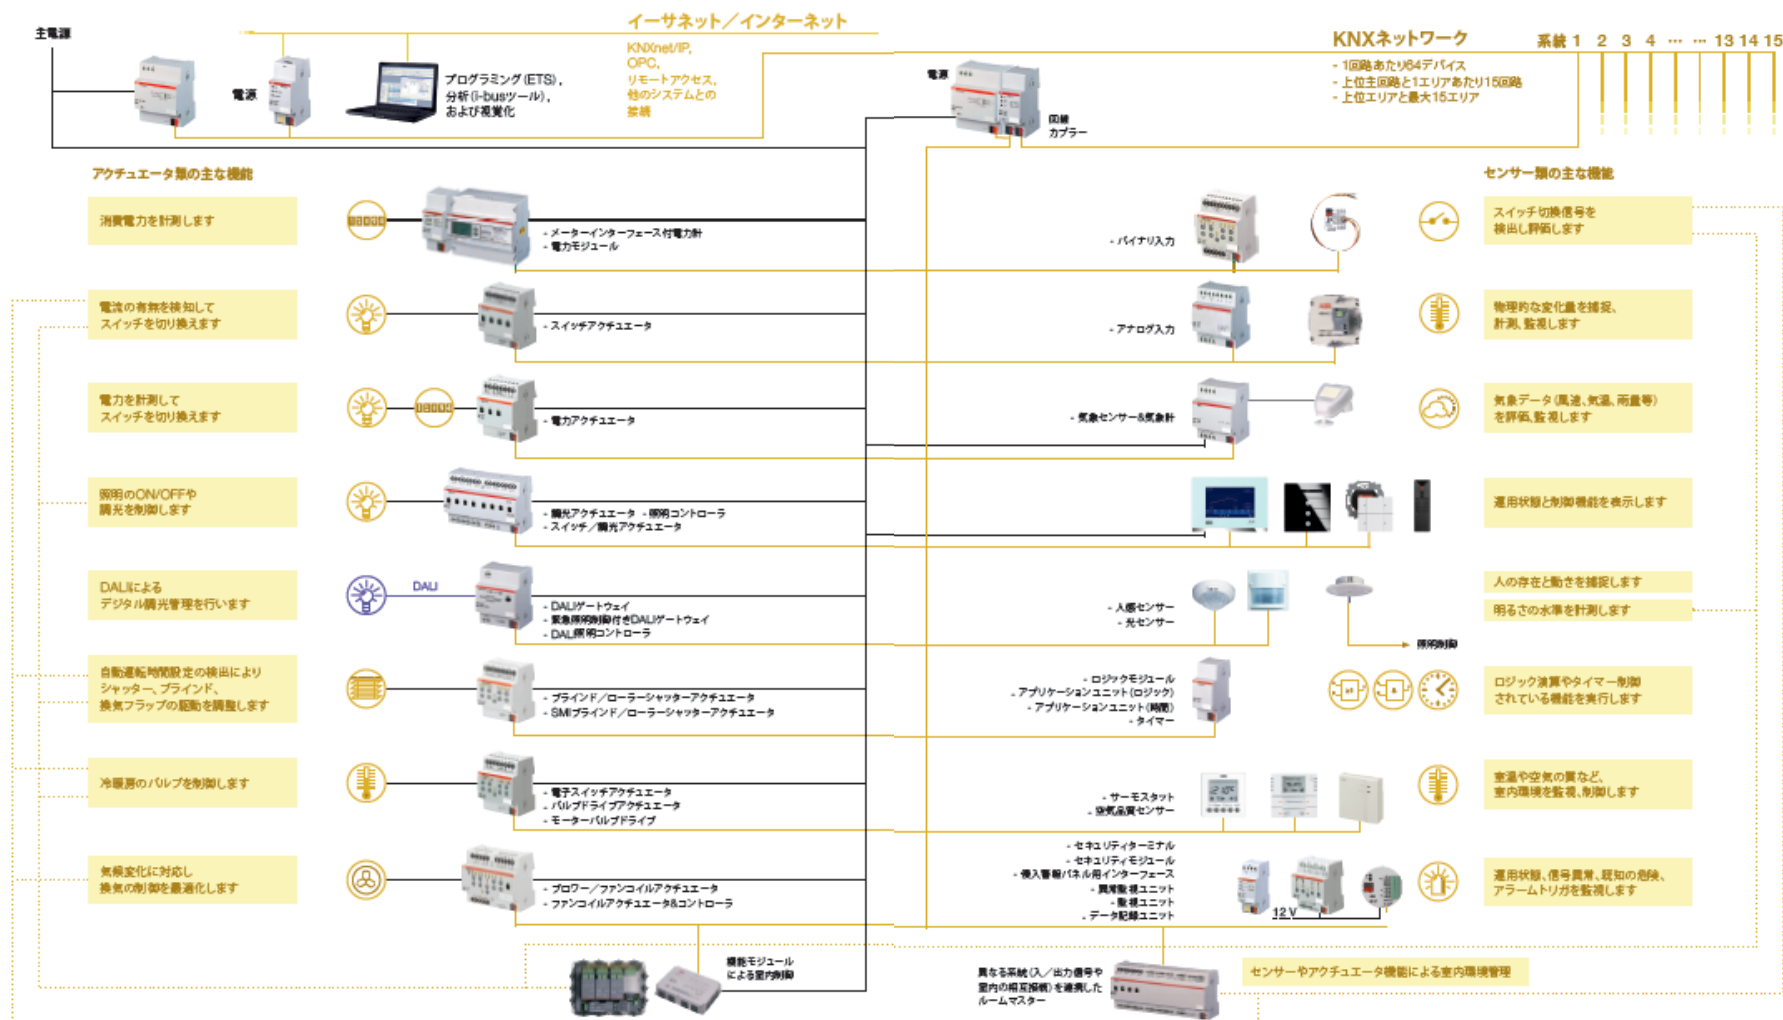 主電源
イーサネット／インターネット
電源
プログラミング（ETS）、
分析（i-busツール）、
および視覚化
KNXnet/IP,
OPC,
リモートアクセス、
他のシステムとの
接続
電源
回線
カプラー
KNXネットワーク
- 1回路あたり64デバイス
- 上位主回路と1エリアあたり15回路
- 上位エリアと最大15エリア
系統 1 2 3 4 … … 13 14 15
アクチュエータ類の主な機能
消費電力を計測します
- メーターインターフェース付電力計
- 電力モジュール
電流の有無を検知して
スイッチを切り換えます
- スイッチアクチュエータ
電力を計測して
スイッチを切り換えます
- 電力アクチュエータ
照明のON/OFFや
調光を制御します
- 調光アクチュエータ - 照明コントローラ
- スイッチ／調光アクチュエータ
DALIによる
デジタル調光管理を行います
DALI
- DALIゲートウェイ
- 緊急照明制御付きDALIゲートウェイ
- DALI照明コントローラ
自動運転時間設定の検出により
シャッター、ブラインド、
換気フラップの駆動を調整します
- ブラインド／ローラーシャッターアクチュエータ
- SMIブラインド／ローラーシャッターアクチュエータ
冷暖房のバルブを制御します
- 電子スイッチアクチュエータ
- バルブドライブアクチュエータ
- モーターバルブドライブ
気候変化に対応し
換気の制御を最適化します
- ブロワー／ファンコイルアクチュエータ
- ファンコイルアクチュエータ&コントローラ
機能モジュール
による室内制御
センサー類の主な機能
- バイナリ入力
スイッチ切換信号を
検出し評価します
- アナログ入力
物理的な変化量を捕捉、
計測、監視します
- 気象センサー&気象計
気象データ（風速、気温、雨量等）
を評価、監視します
運用状態と制御機能を表示します
- 人感センサー
- 光センサー
人の存在と動きを捕捉します
明るさの水準を計測します
照明制御
- ロジックモジュール
- アプリケーションユニット（ロジック）
- アプリケーションユニット（時間）
- タイマー
ロジック演算やタイマー制御
されている機能を実行します
- サーモスタット
- 空気品質センサー
室温や空気の質など、
室内環境を監視、制御します
- セキュリティターミナル
- セキュリティモジュール
- 侵入警報パネル用インターフェース
- 異常監視ユニット
- 監視ユニット
- データ記録ユニット
12 V
運用状態、信号異常、既知の危険、
アラームトリガを監視します
異なる系統（入／出力信号や
室内の相互接続）を連携した
ルームマスター
センサーやアクチュエータ機能による室内環境管理